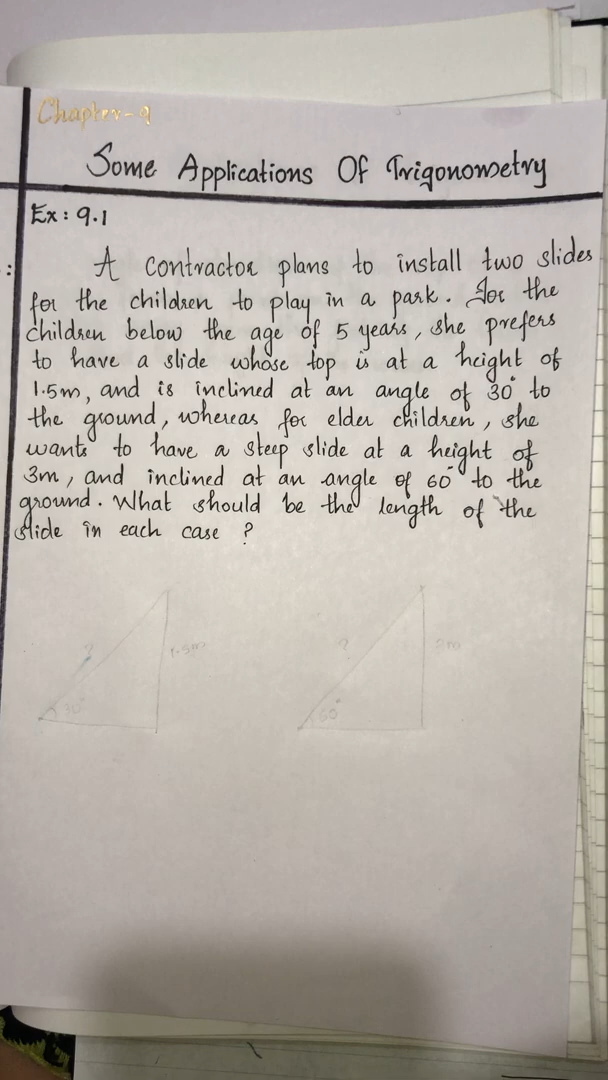 Chapter-9
Some Applications Of Trigonometry
Ex: 9.1
A contractor plans to install two slides
for the children to play in a park. For the
children below the age of 5 years, she prefers
to have a slide whose top is at a height of
1.5m, and is inclined at an angle of 30° to
the ground, whereas for elder children, she
wants to have a steep slide at a height of
3m, and inclined at an angle of 60° to the
ground. What should be the length of the
slide in each case ?
? 1.5m ? 3m
30° 60°